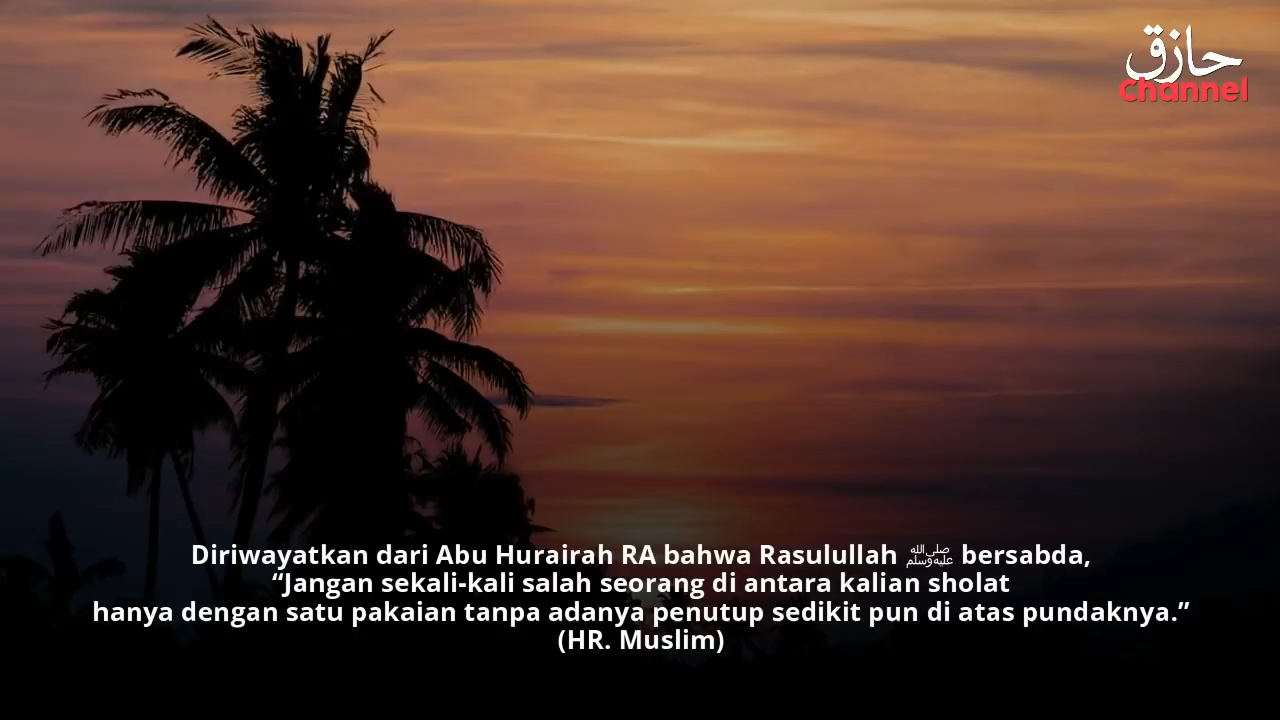 حازق
Channel
Diriwayatkan dari Abu Hurairah RA bahwa Rasulullah ﷺ bersabda,
“Jangan sekali-kali salah seorang di antara kalian sholat
hanya dengan satu pakaian tanpa adanya penutup sedikit pun di atas pundaknya.”
(HR. Muslim)